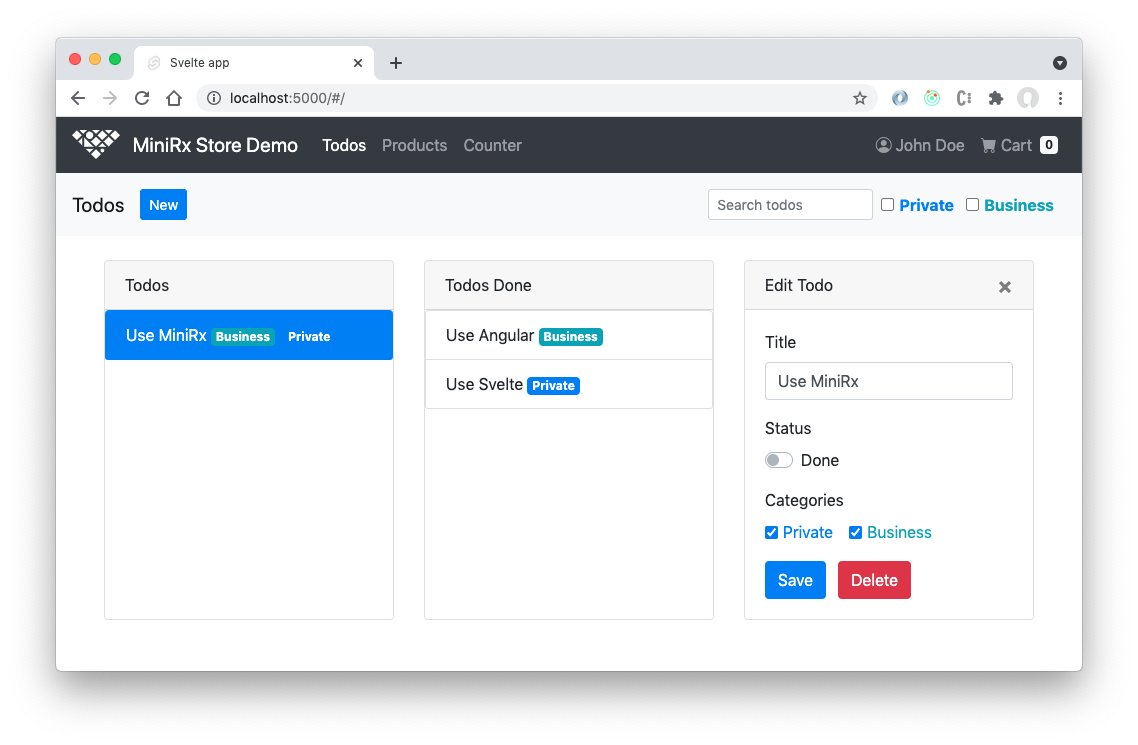 Svelte app
localhost:5000/#/
MiniRx Store Demo Todos Products Counter John Doe Cart 0
Todos New Search todos Private Business
Todos
Use MiniRx Business Private
Todos Done
Use Angular Business
Use Svelte Private
Edit Todo
Title
Use MiniRx
Status
Done
Categories
Private Business
Save Delete